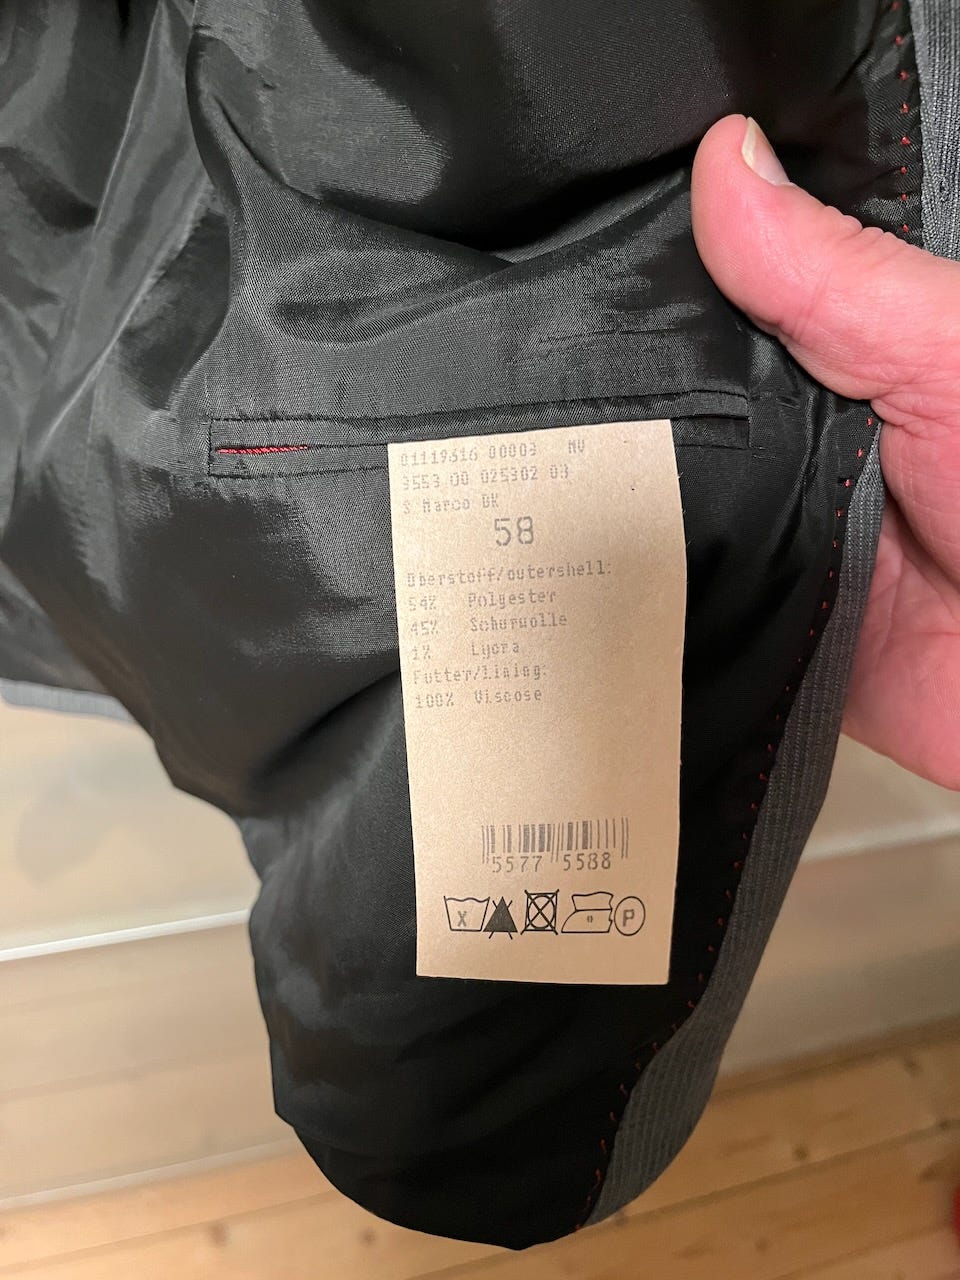 01119616 00003 MV
3553 00 025302 03
S Marco DK
58
Oberstoff/outershell:
54% Polyester
45% Schurwolle
1% Lycra
Futter/Lining:
100% Viscose
5577 5588
X
P